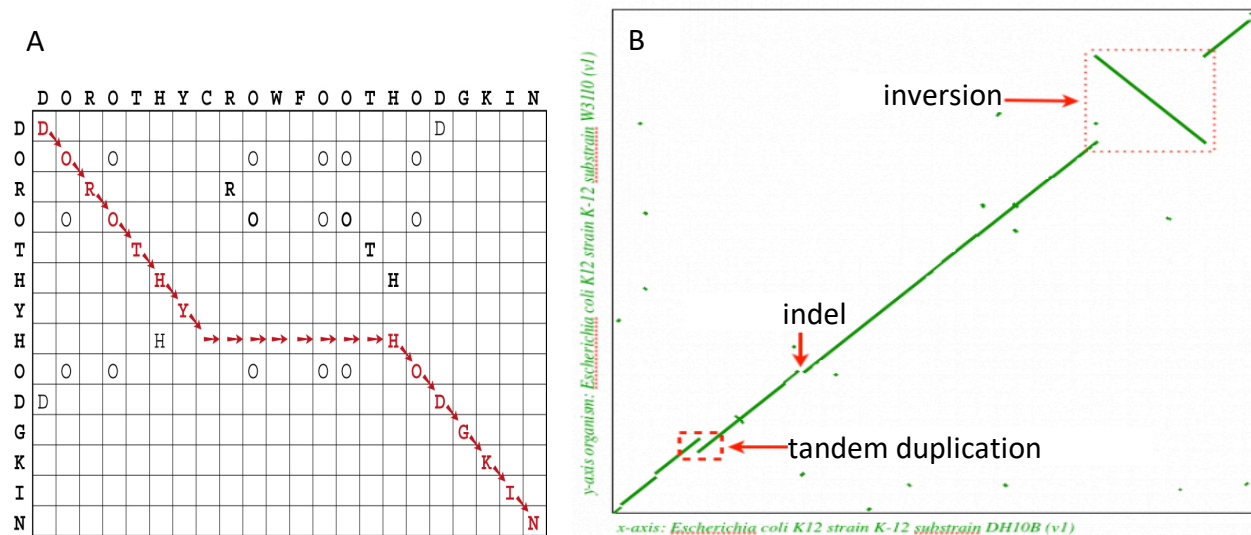 A
D O R O T H Y C R O W F O O T H O D G K I N
D D D
O O O O O O O
R R R
O O O O O O O
T T T
H H H
Y Y
H H H
O O O O O O O
D D D
G G
K K
I I
N N
B
inversion
indel
tandem duplication
y-axis organism: Escherichia coli K12 strain K-12 substrain W3110 (v1)
x-axis: Escherichia coli K12 strain K-12 substrain DH10B (v1)